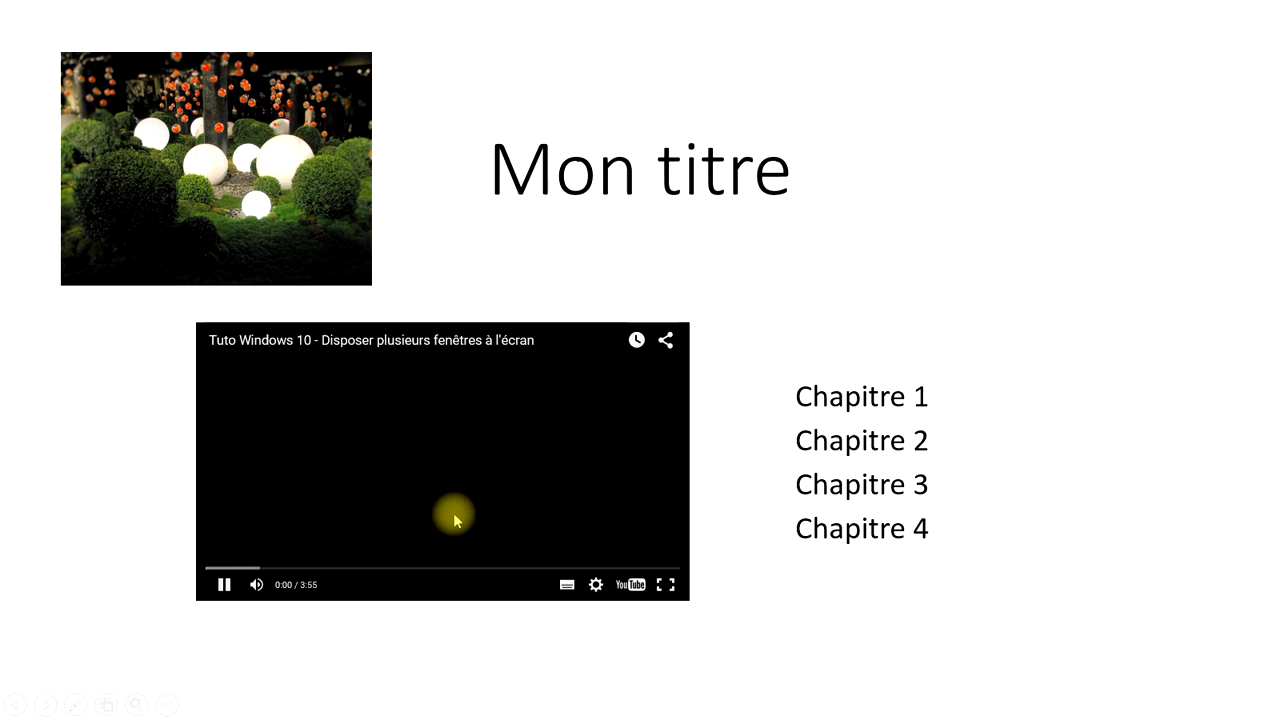 Mon titre
Tuto Windows 10 - Disposer plusieurs fenêtres à l'écran
Chapitre 1
Chapitre 2
Chapitre 3
Chapitre 4
0:00 / 3:55
YouTube